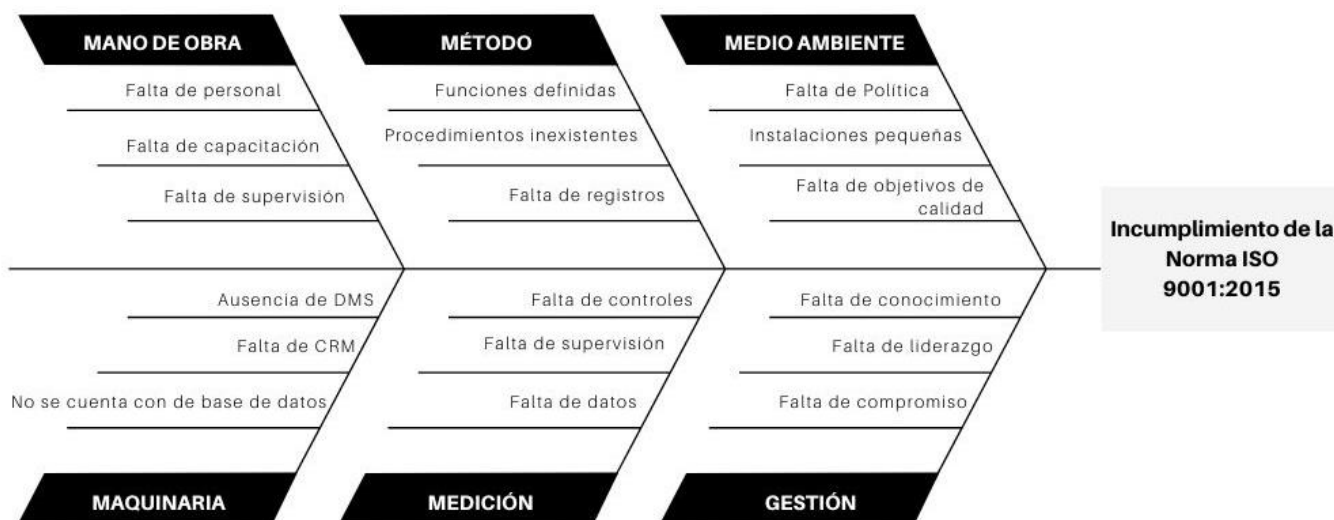 MANO DE OBRA
Falta de personal
Falta de capacitación
Falta de supervisión
MÉTODO
Funciones definidas
Procedimientos inexistentes
Falta de registros
MEDIO AMBIENTE
Falta de Política
Instalaciones pequeñas
Falta de objetivos de
calidad
Incumplimiento de la
Norma ISO
9001:2015
Ausencia de DMS
Falta de CRM
No se cuenta con de base de datos
MAQUINARIA
Falta de controles
Falta de supervisión
Falta de datos
MEDICIÓN
Falta de conocimiento
Falta de liderazgo
Falta de compromiso
GESTIÓN